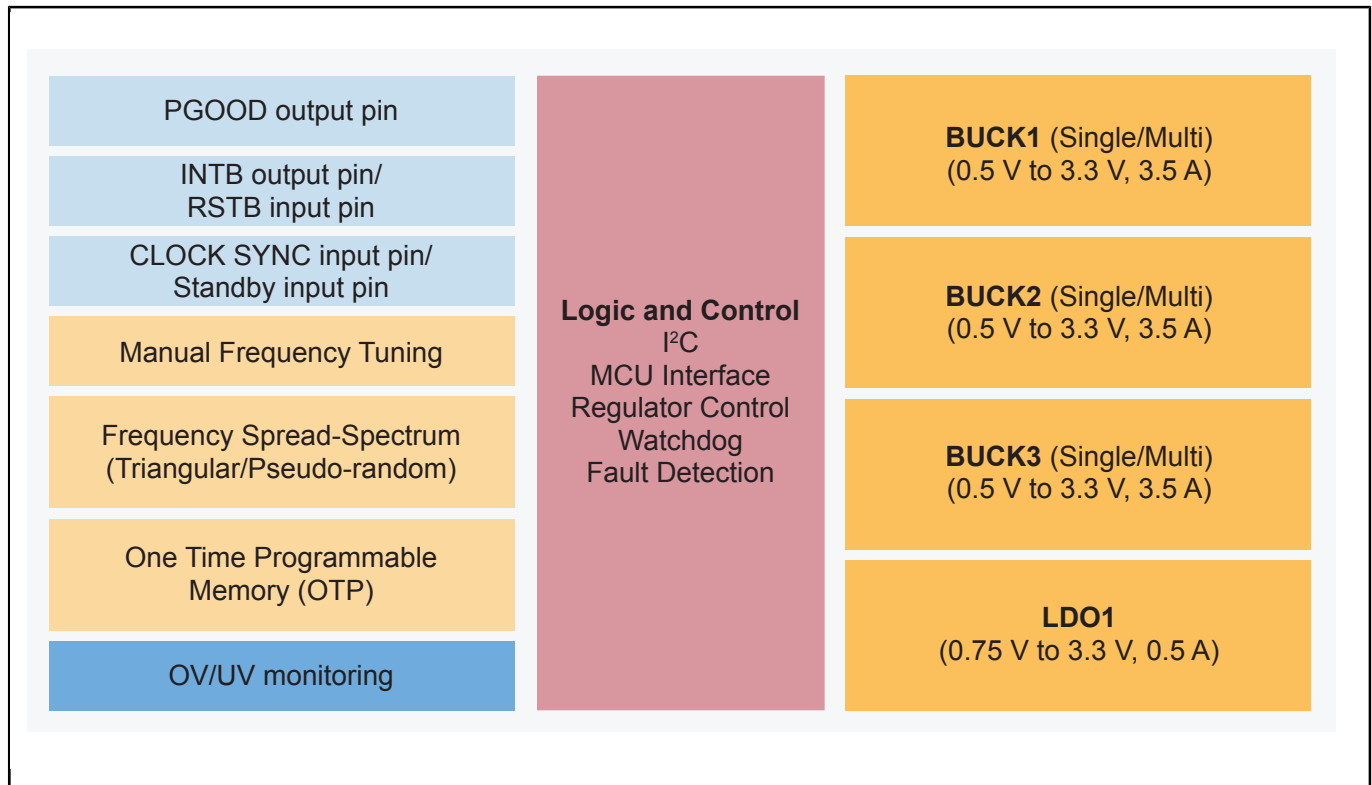 PGOOD output pin
INTB output pin/
RSTB input pin
CLOCK SYNC input pin/
Standby input pin
Manual Frequency Tuning
Frequency Spread-Spectrum
(Triangular/Pseudo-random)
One Time Programmable
Memory (OTP)
OV/UV monitoring
Logic and Control
I²C
MCU Interface
Regulator Control
Watchdog
Fault Detection
BUCK1 (Single/Multi)
(0.5 V to 3.3 V, 3.5 A)
BUCK2 (Single/Multi)
(0.5 V to 3.3 V, 3.5 A)
BUCK3 (Single/Multi)
(0.5 V to 3.3 V, 3.5 A)
LDO1
(0.75 V to 3.3 V, 0.5 A)